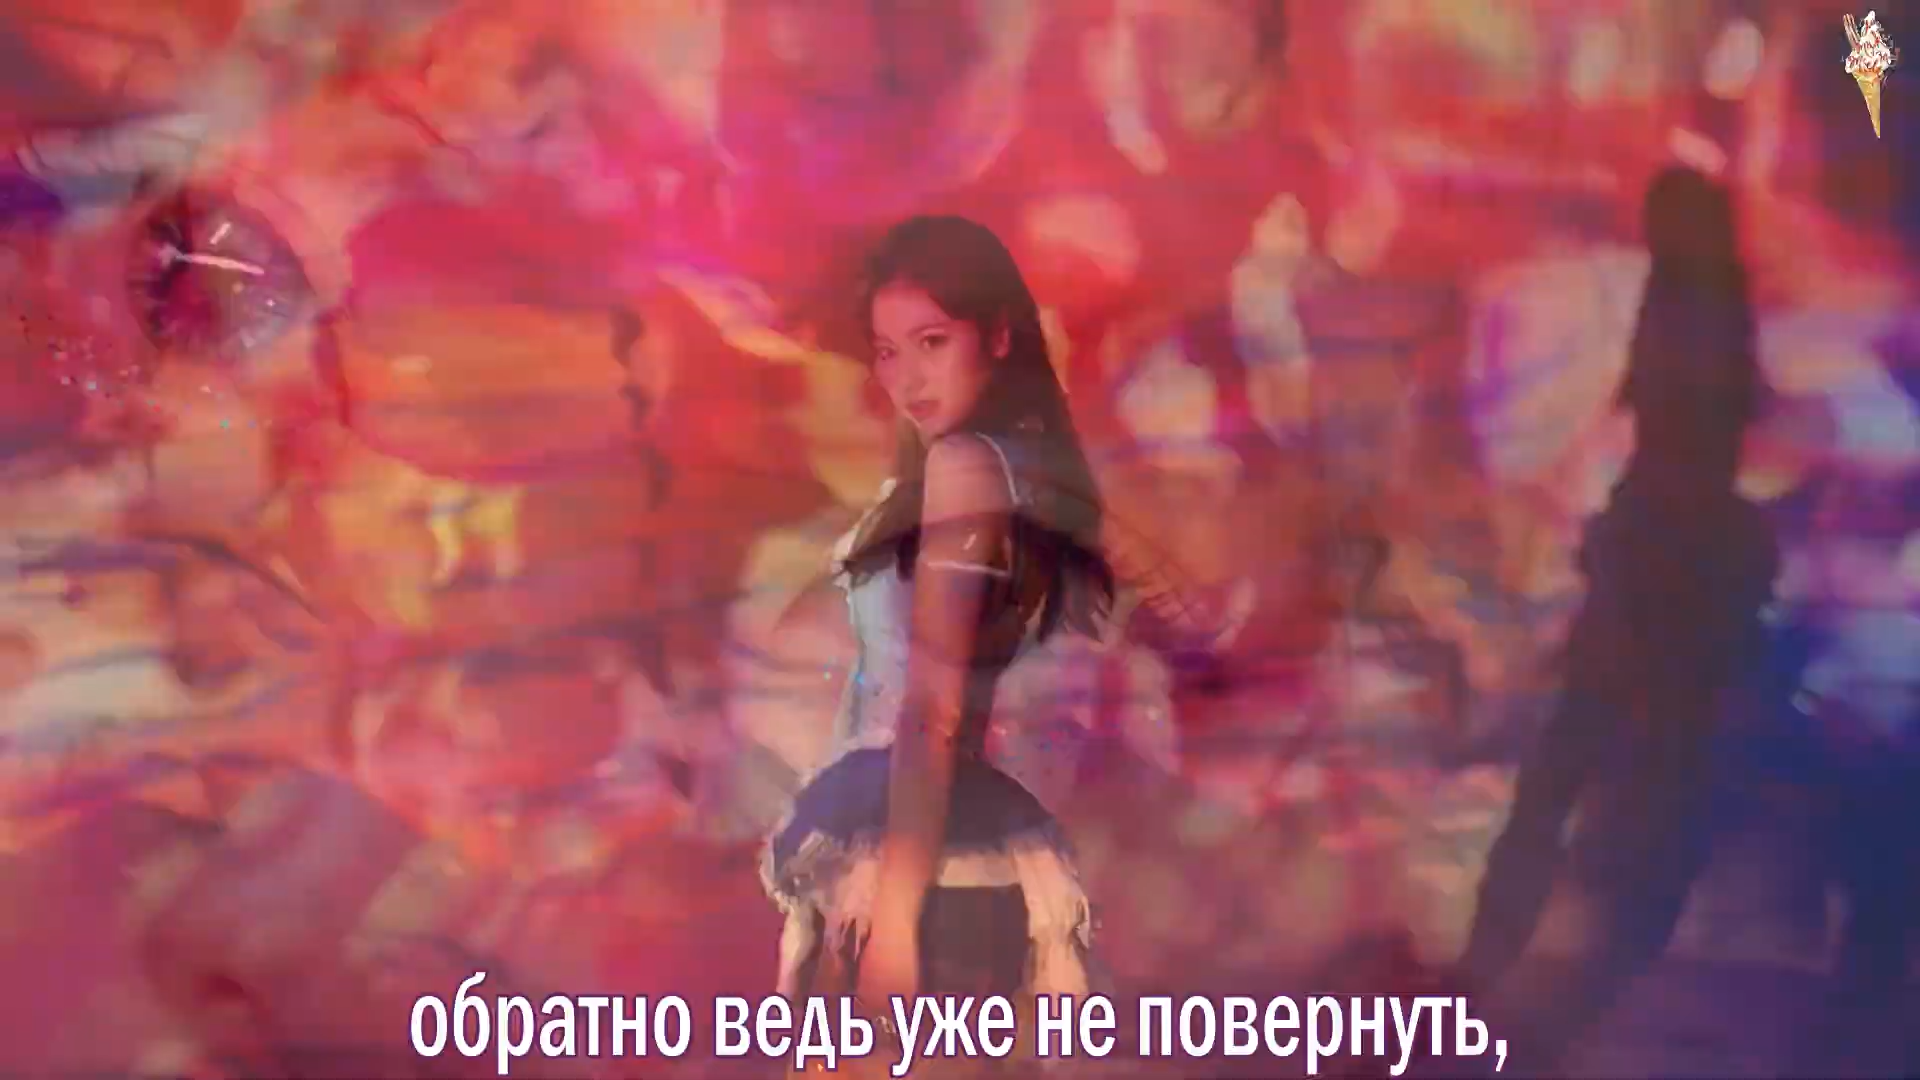 обратно ведь уже не повернуть,